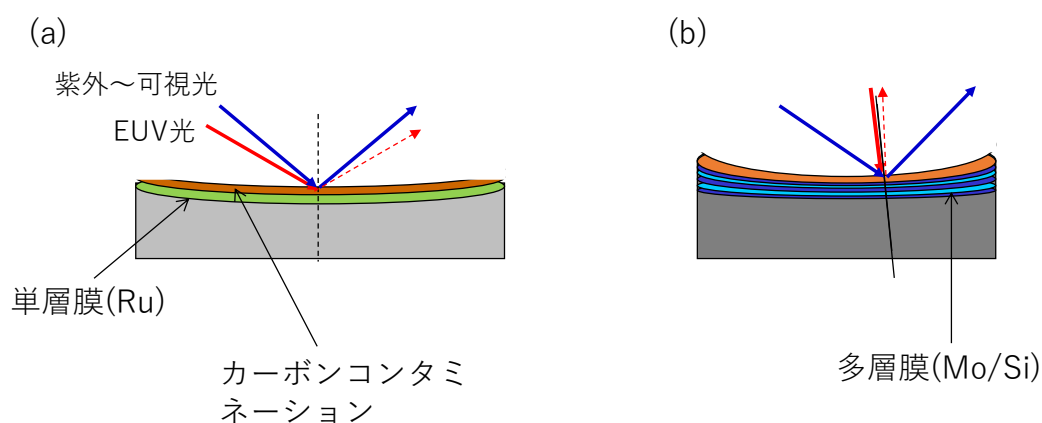 (a)
(b)
紫外～可視光
EUV光
単層膜(Ru)
カーボンコンタミ
ネーション
多層膜(Mo/Si)